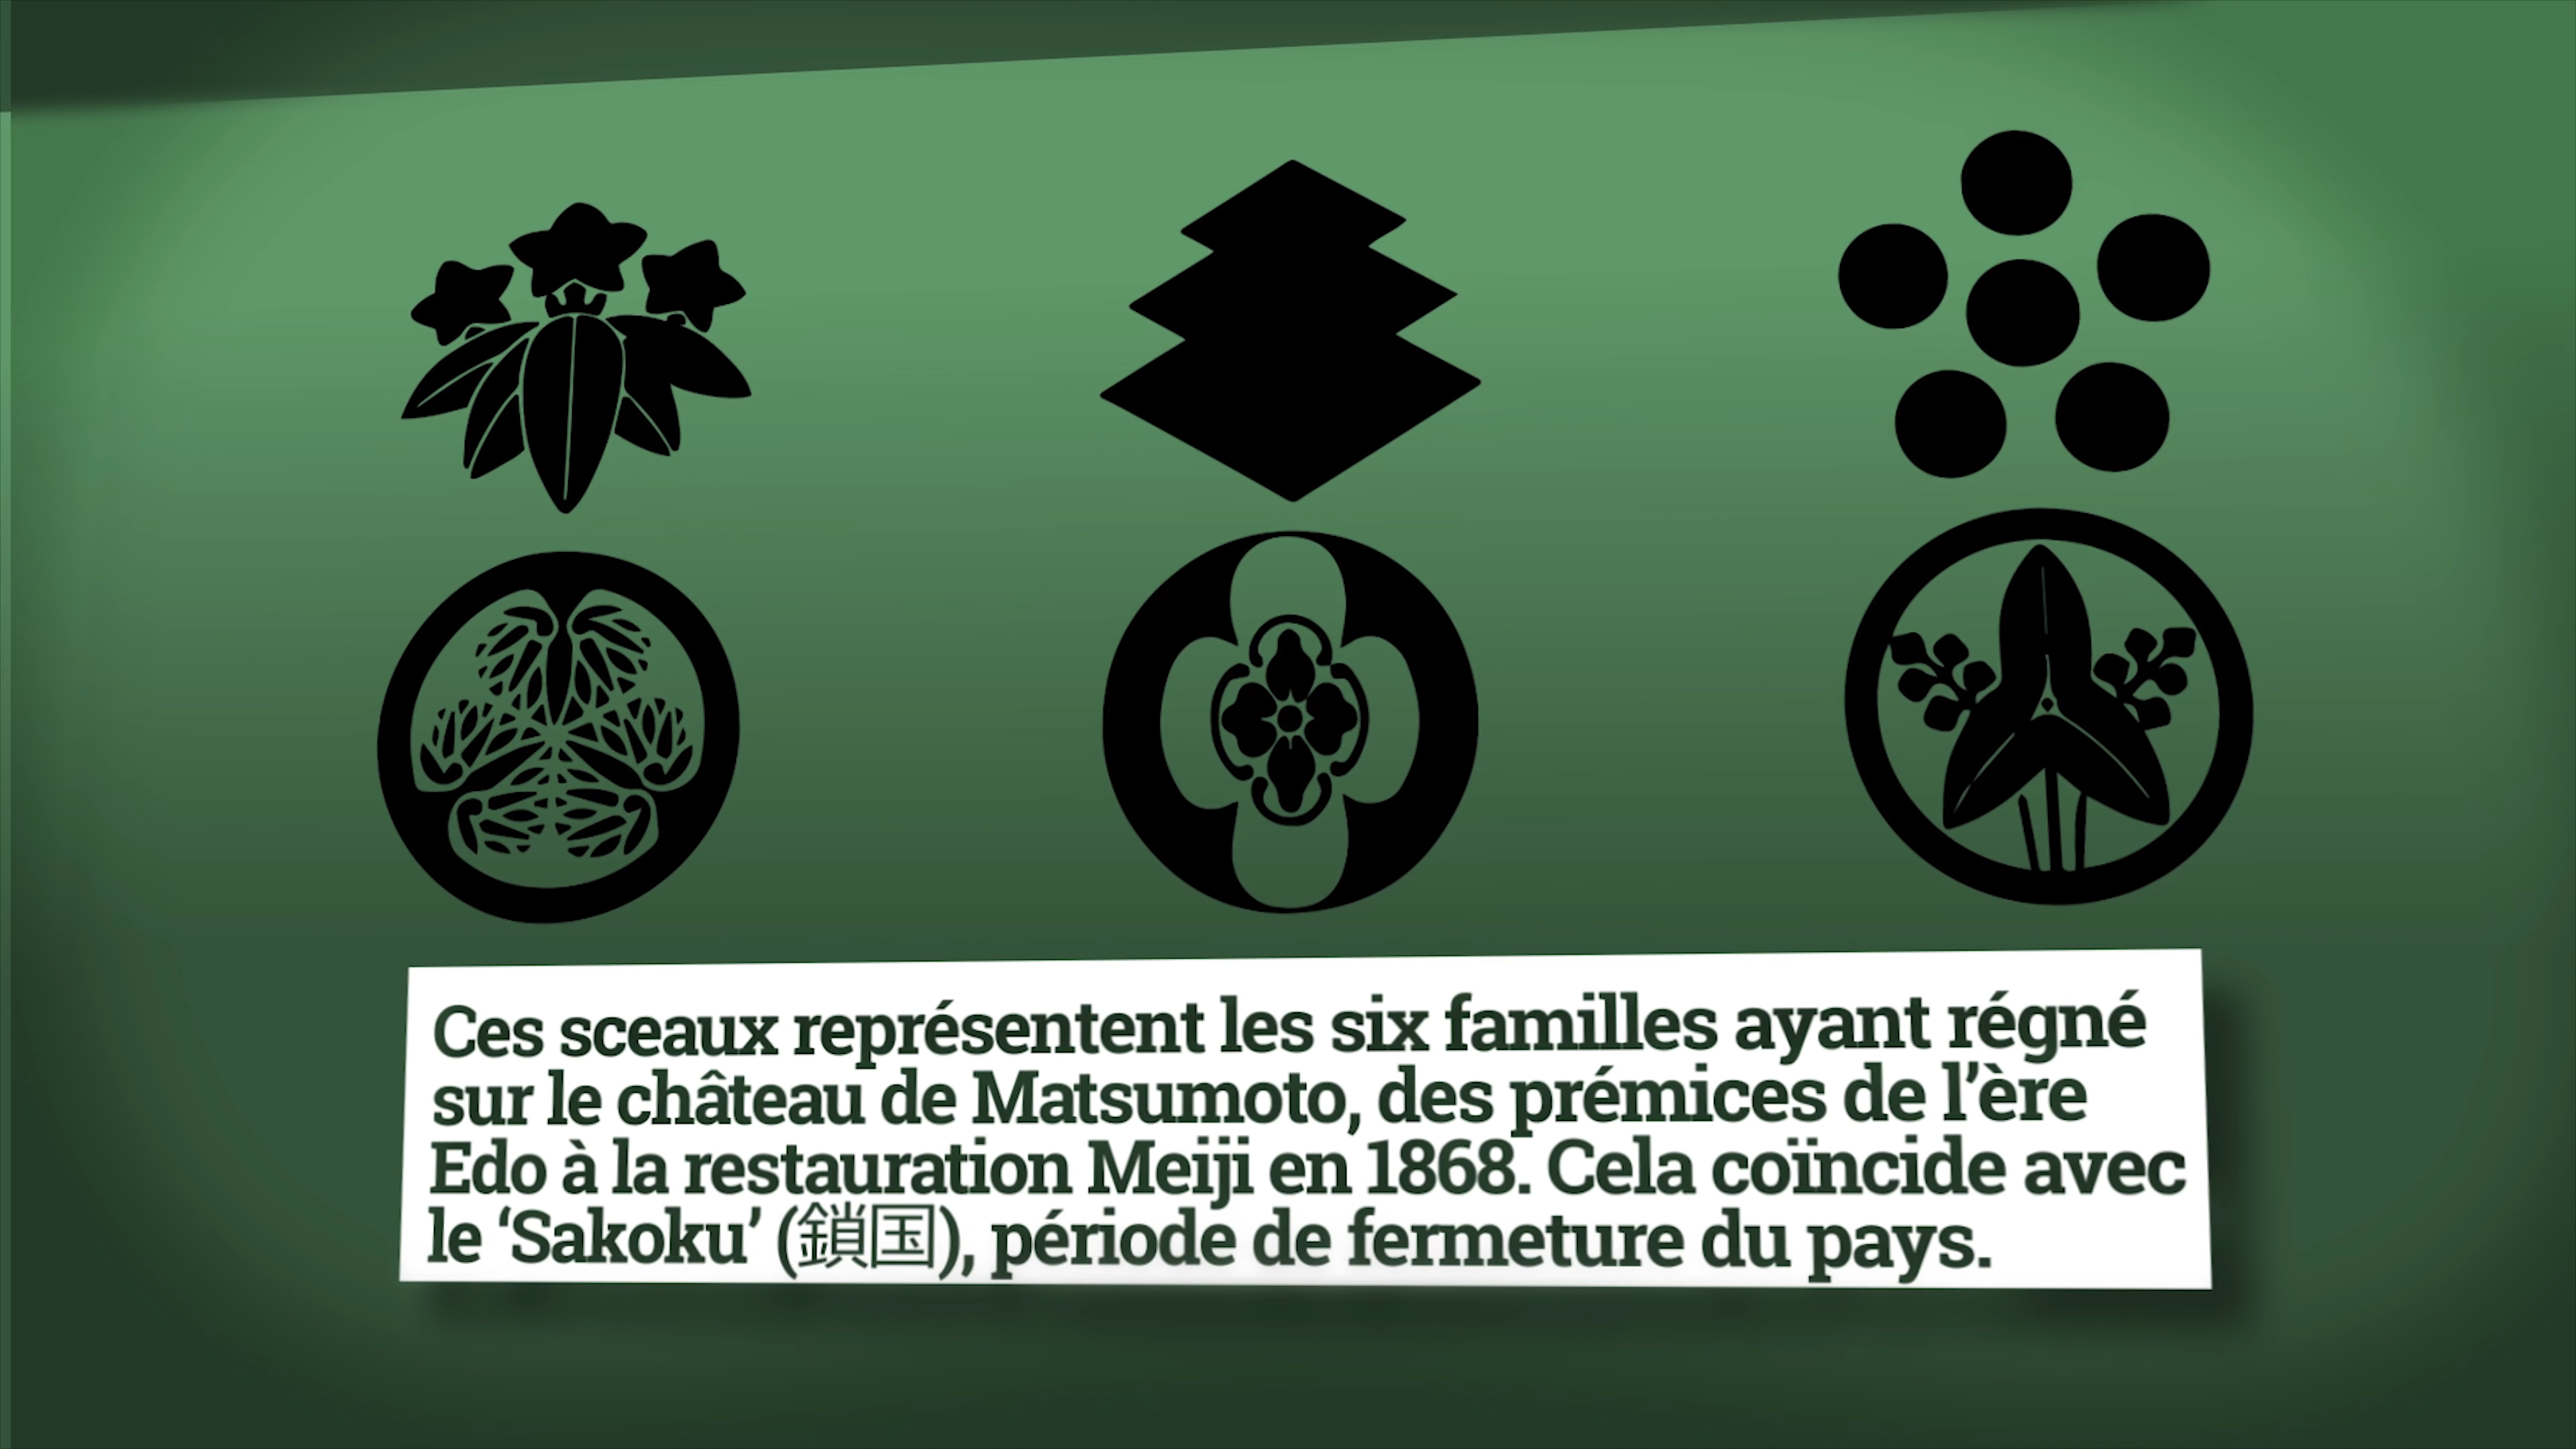 Ces sceaux représentent les six familles ayant régné
sur le château de Matsumoto, des prémices de l’ère
Edo à la restauration Meiji en 1868. Cela coïncide avec
le ‘Sakoku’ (鎖国), période de fermeture du pays.